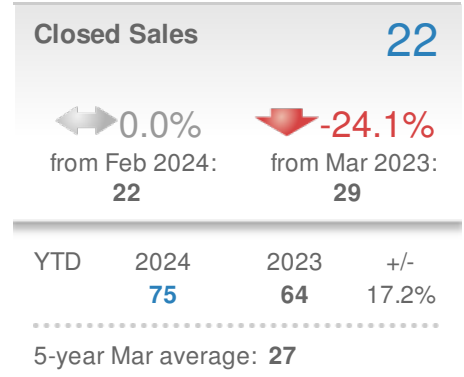 Closed Sales 22
0.0% -24.1%
from Feb 2024: from Mar 2023:
22 29
YTD 2024 2023 +/-
75 64 17.2%
5-year Mar average: 27